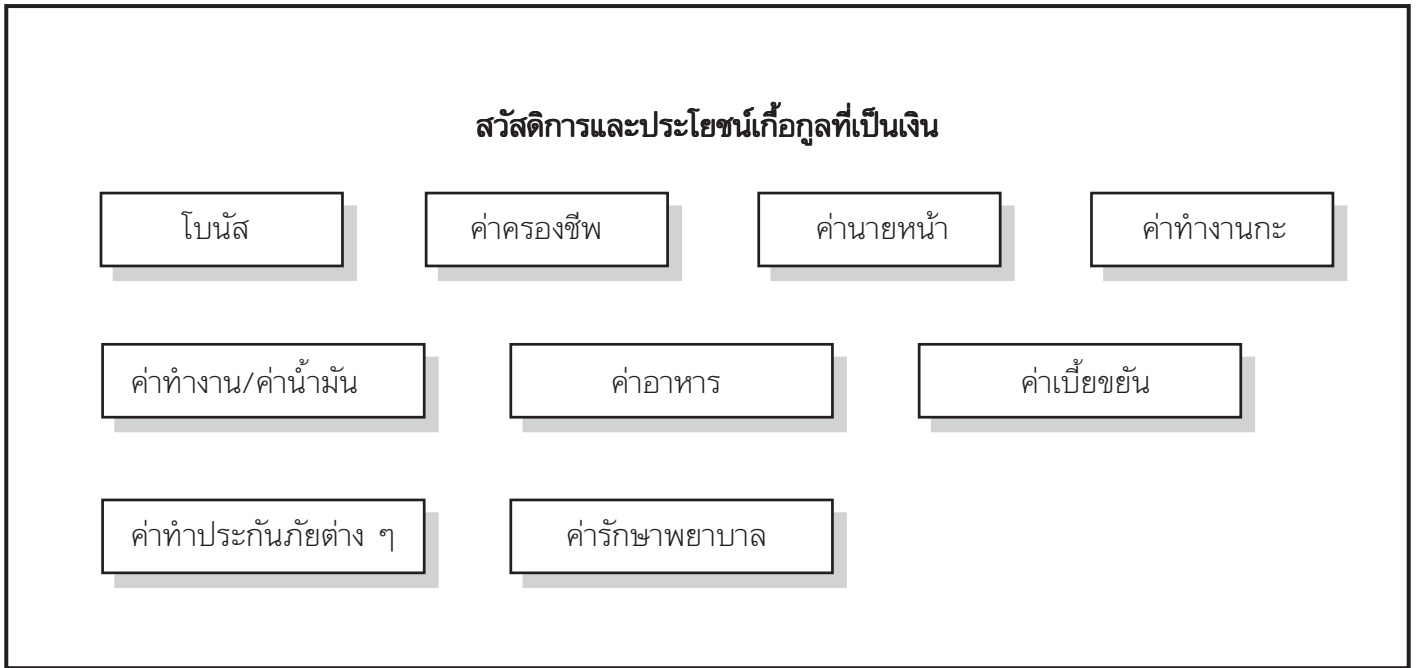 สวัสดิการและประโยชน์เกื้อกูลที่เป็นเงิน
โบนัส
ค่าครองชีพ
ค่านายหน้า
ค่าทำงานกะ
ค่าทำงาน/ค่าน้ำมัน
ค่าอาหาร
ค่าเบี้ยขยัน
ค่าทำประกันภัยต่าง ๆ
ค่ารักษาพยาบาล